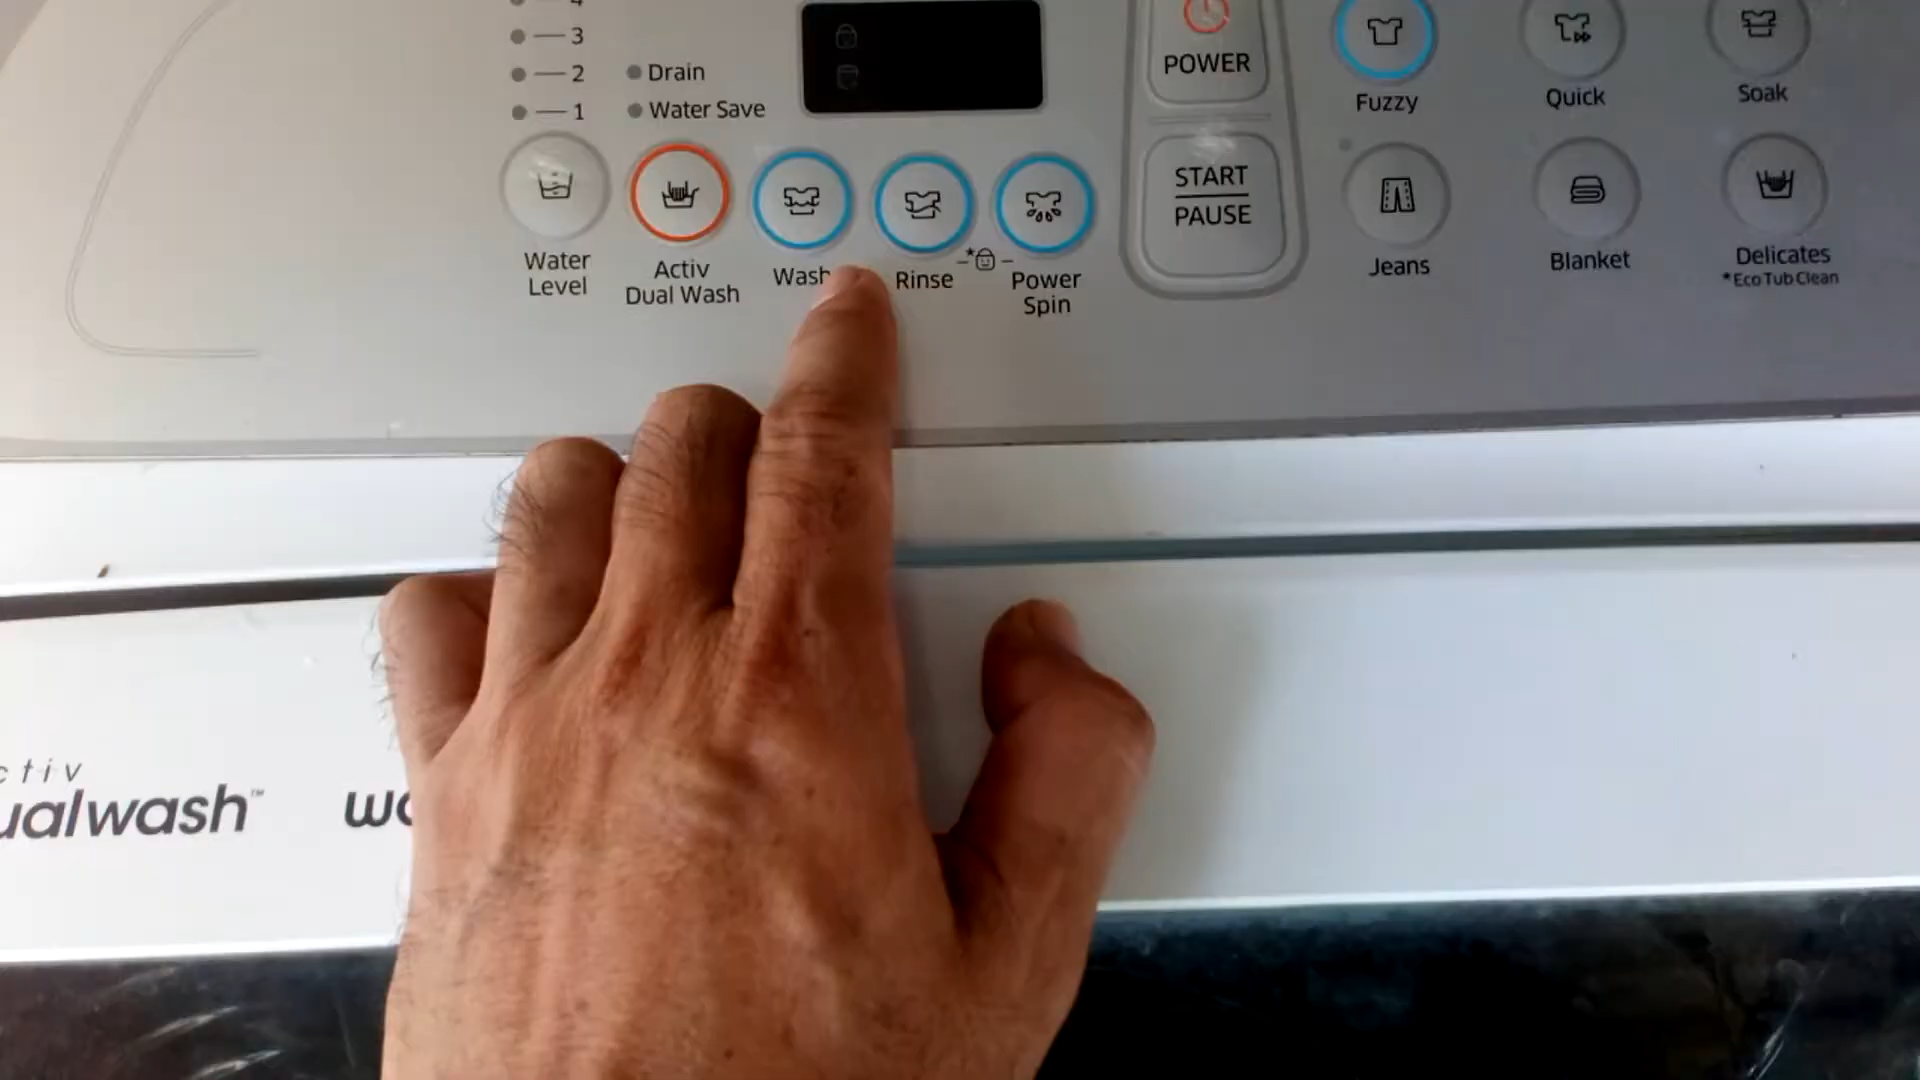 3
2
1
Drain
Water Save
Water
Level
Activ
Dual Wash
Wash
Rinse
*
Power
Spin
POWER
START
PAUSE
Fuzzy
Quick
Soak
Jeans
Blanket
Delicates
*Eco Tub Clean
ctiv
ualwash™